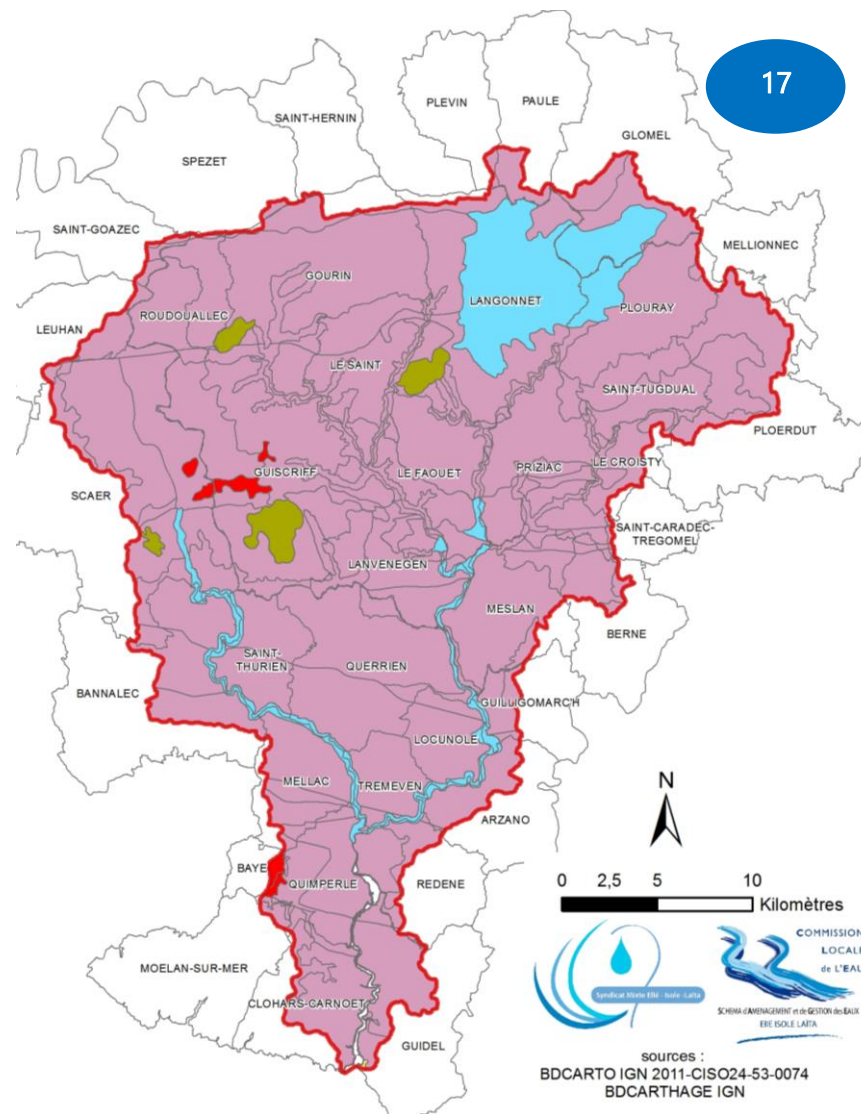 17
PLEVIN
PAULE
SAINT-HERNIN
GLOMEL
SPEZET
SAINT-GOAZEC
MELLIONNEC
GOURIN
LANGONNET
PLOURAY
ROUDOUALLEC
LEUHAN
LE SAINT
SAINT-TUGDUAL
PLOERDUT
LE CROISTY
PRIZIAC
LE FAOUET
GUISCRIFF
SCAER
SAINT-CARADEC-
TREGOMEL
LANVENEGEN
MESLAN
BERNE
SAINT-
THURIEN
QUERRIEN
BANNALEC
GUILLIGOMARC'H
LOCUNOLE
MELLAC
TREMEVEN
N
ARZANO
BAYE
QUIMPERLE
REDENE
0 2,5 5 10
Kilomètres
MOELAN-SUR-MER
CLOHARS-CARNOET
GUIDEL
COMMISSION
LOCALE
de L'EAU
Syndicat Mixte Ellé - Isole - Laïta
SCHEMA d'AMENAGEMENT et de GESTION des EAUX
ELLE ISOLE LAÏTA
sources :
BDCARTO IGN 2011-CISO24-53-0074
BDCARTHAGE IGN